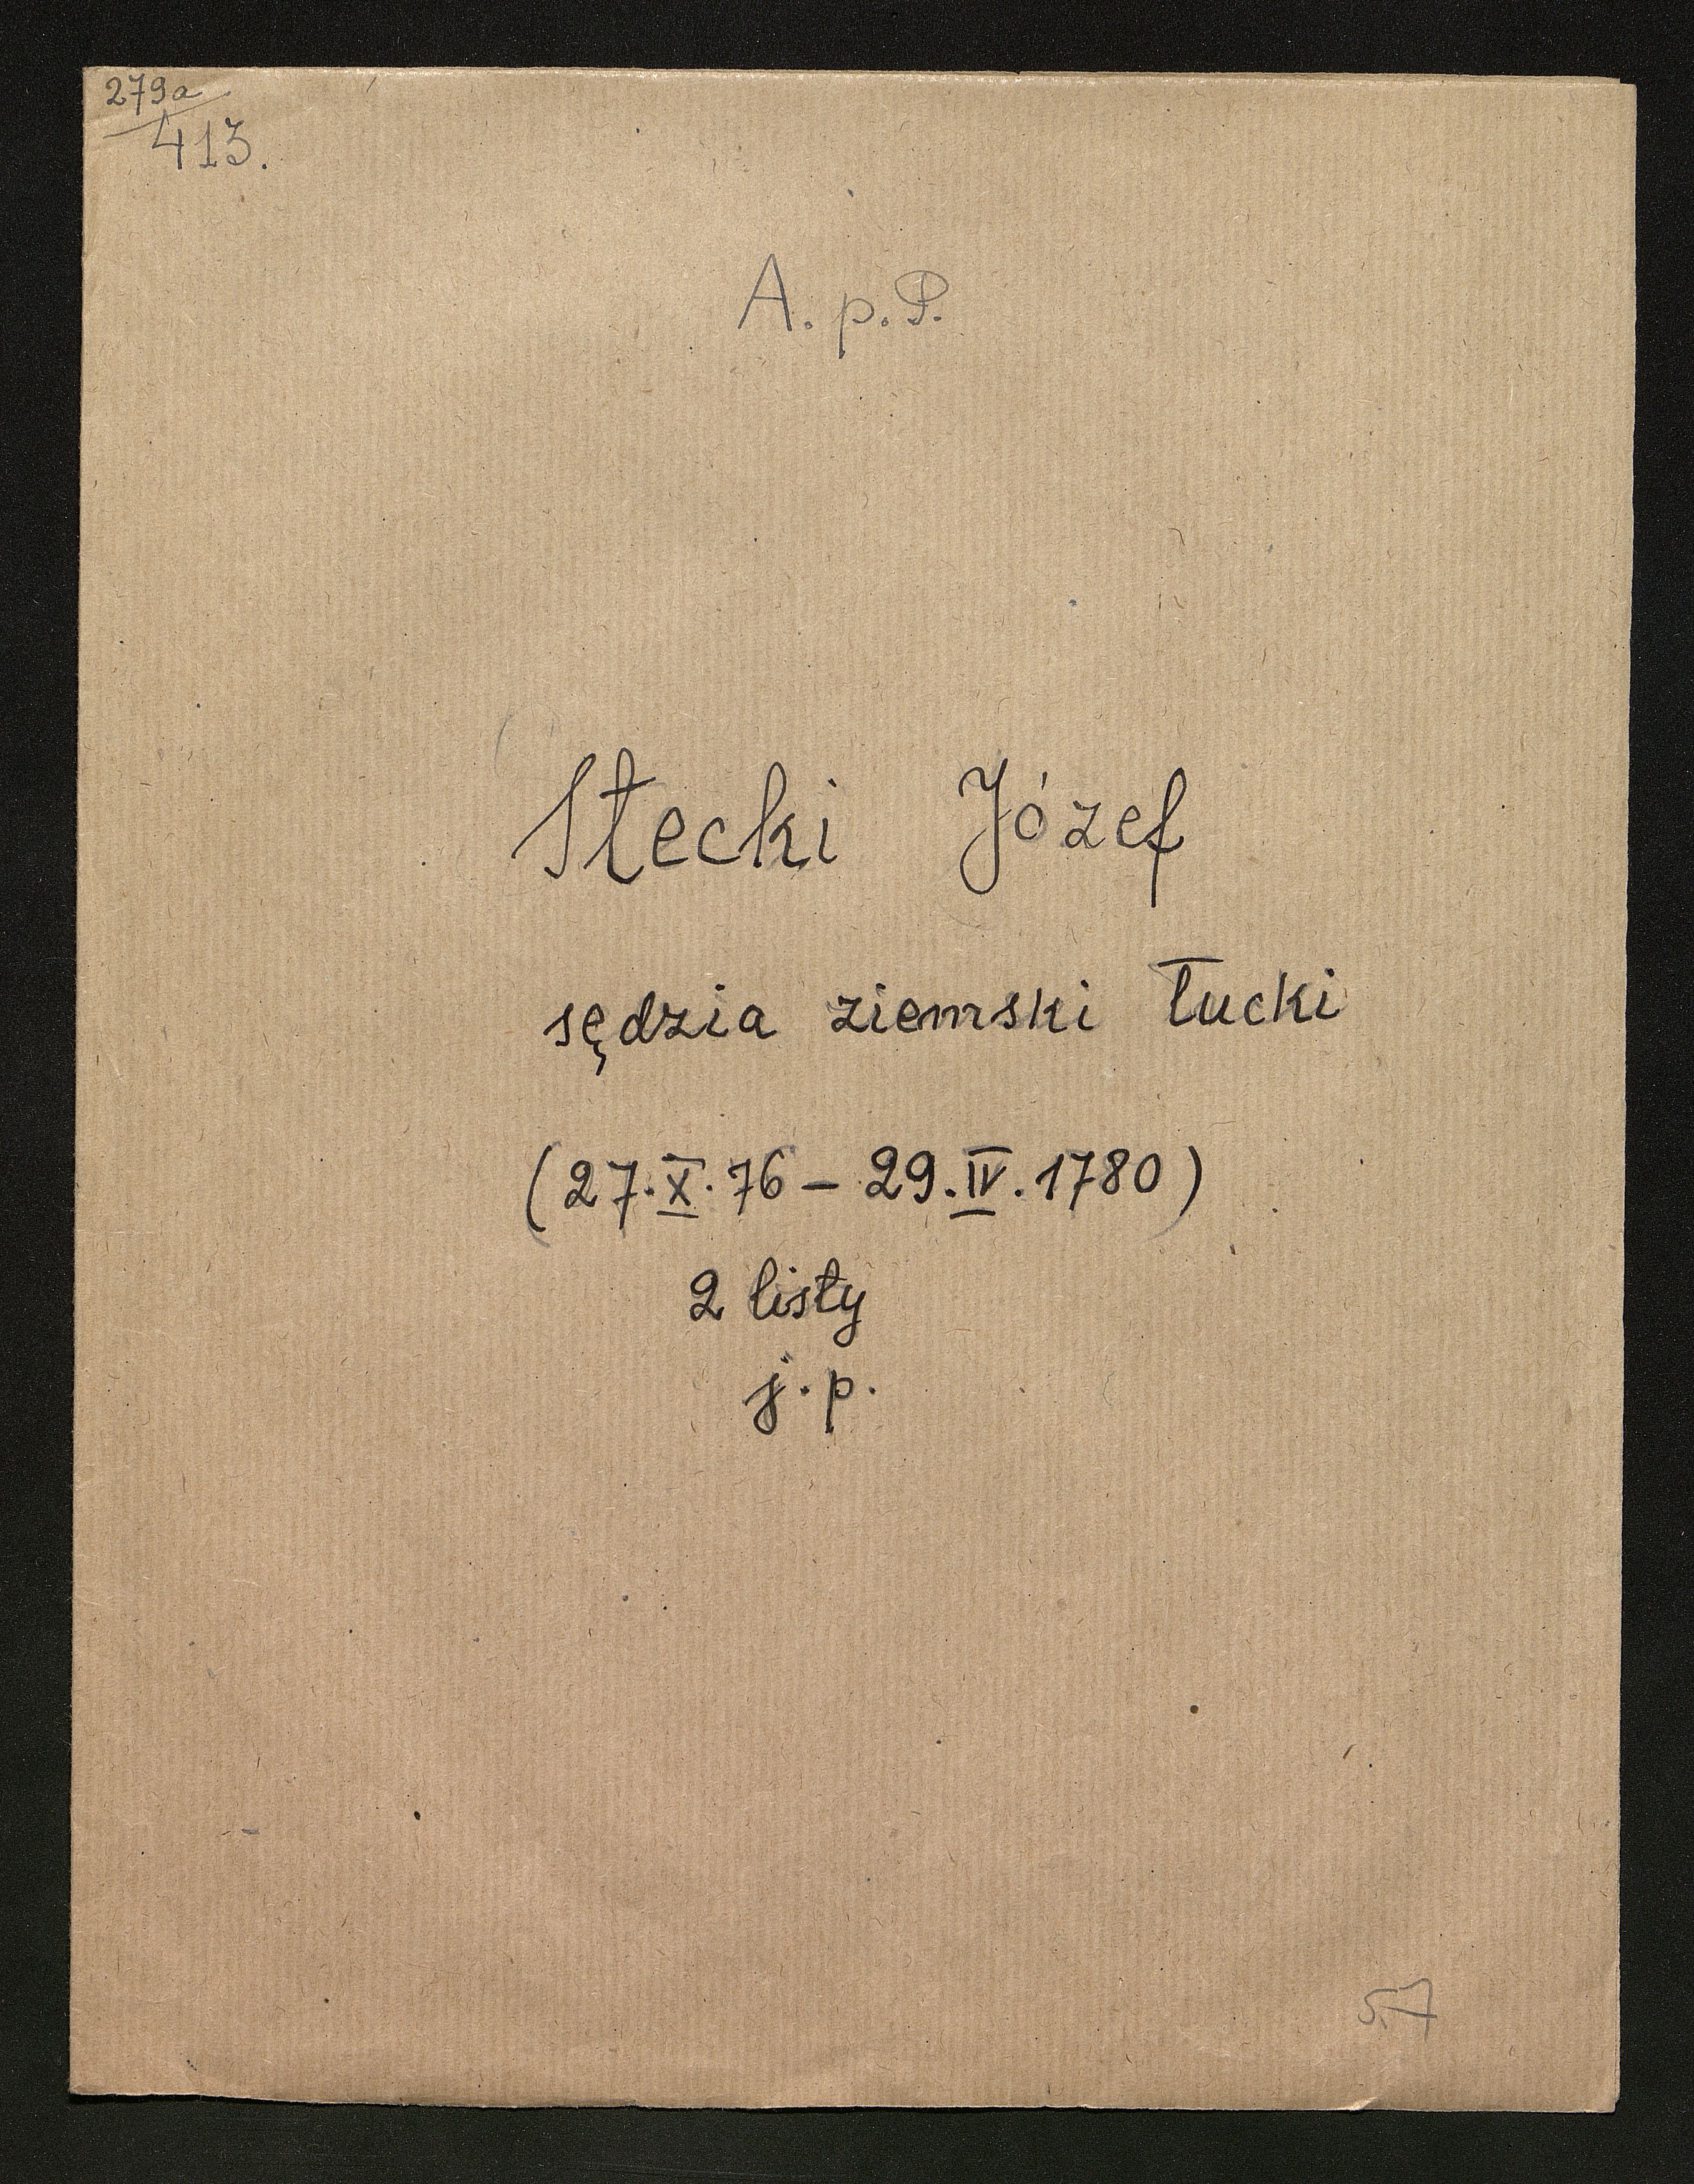 279a
413.
A. p. P.
Stecki Józef
sędzia ziemski łucki
(27.X.76 – 29.IV.1780)
2 listy
j. p.
57